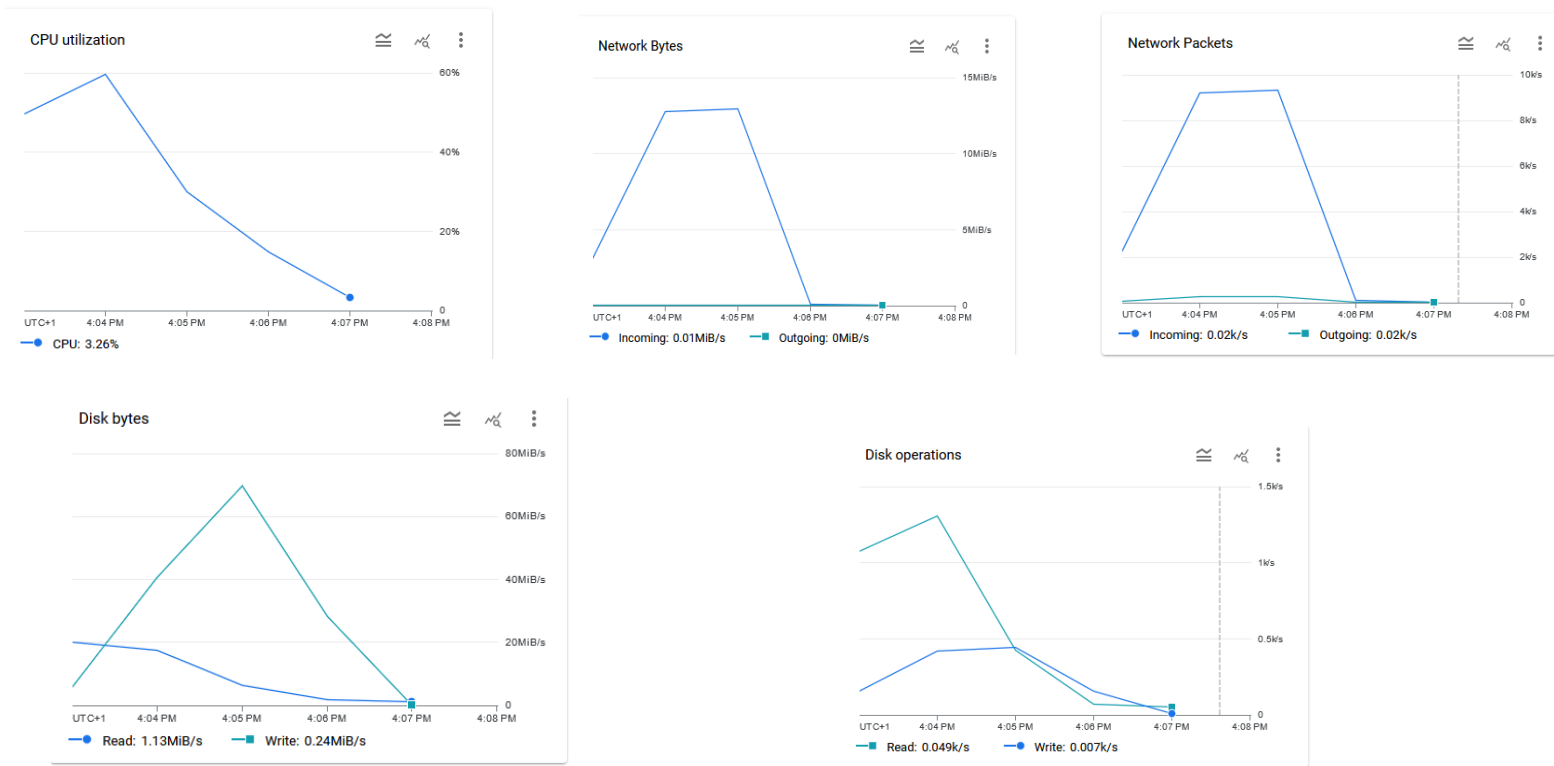 CPU utilization
60%
40%
20%
0
UTC+1 4:04 PM 4:05 PM 4:06 PM 4:07 PM 4:08 PM
CPU: 3.26%
Network Bytes
15MiB/s
10MiB/s
5MiB/s
0
UTC+1 4:04 PM 4:05 PM 4:06 PM 4:07 PM 4:08 PM
Incoming: 0.01MiB/s Outgoing: 0MiB/s
Network Packets
10k/s
8k/s
6k/s
4k/s
2k/s
0
UTC+1 4:04 PM 4:05 PM 4:06 PM 4:07 PM 4:08 PM
Incoming: 0.02k/s Outgoing: 0.02k/s
Disk bytes
80MiB/s
60MiB/s
40MiB/s
20MiB/s
0
UTC+1 4:04 PM 4:05 PM 4:06 PM 4:07 PM 4:08 PM
Read: 1.13MiB/s Write: 0.24MiB/s
Disk operations
1.5k/s
1k/s
0.5k/s
0
UTC+1 4:04 PM 4:05 PM 4:06 PM 4:07 PM 4:08 PM
Read: 0.049k/s Write: 0.007k/s